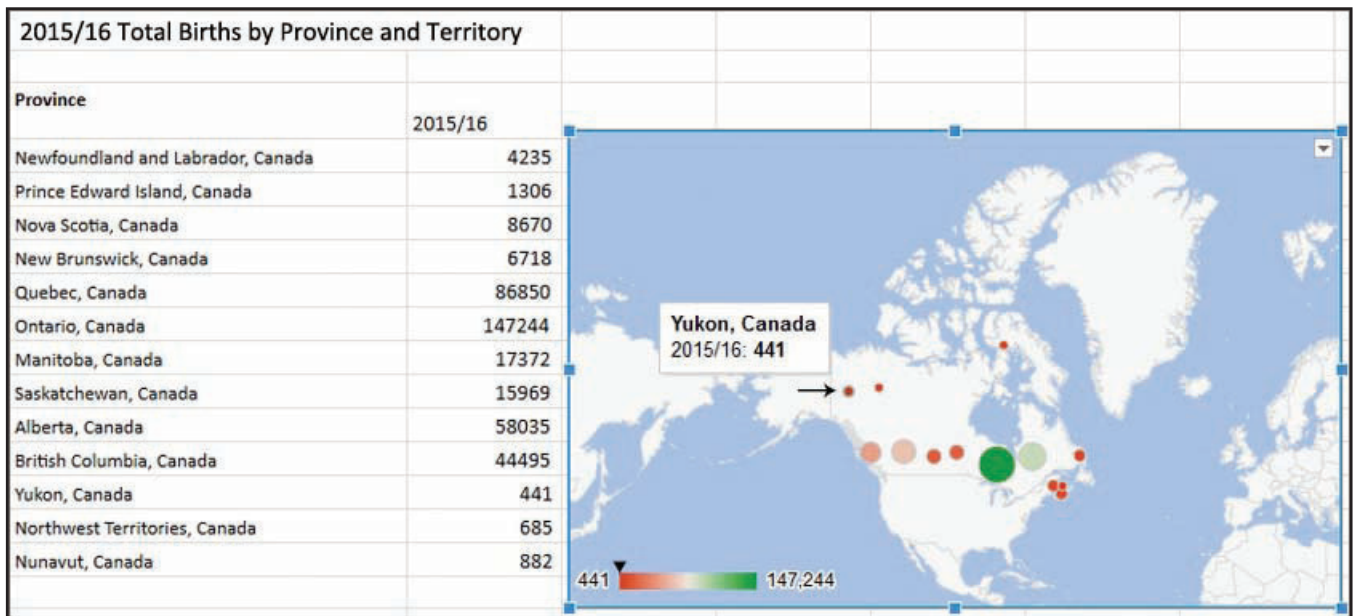 2015/16 Total Births by Province and Territory
Province
2015/16
Newfoundland and Labrador, Canada 4235
Prince Edward Island, Canada 1306
Nova Scotia, Canada 8670
New Brunswick, Canada 6718
Quebec, Canada 86850
Ontario, Canada 147244
Manitoba, Canada 17372
Saskatchewan, Canada 15969
Alberta, Canada 58035
British Columbia, Canada 44495
Yukon, Canada 441
Northwest Territories, Canada 685
Nunavut, Canada 882
Yukon, Canada
2015/16: 441
441 147,244